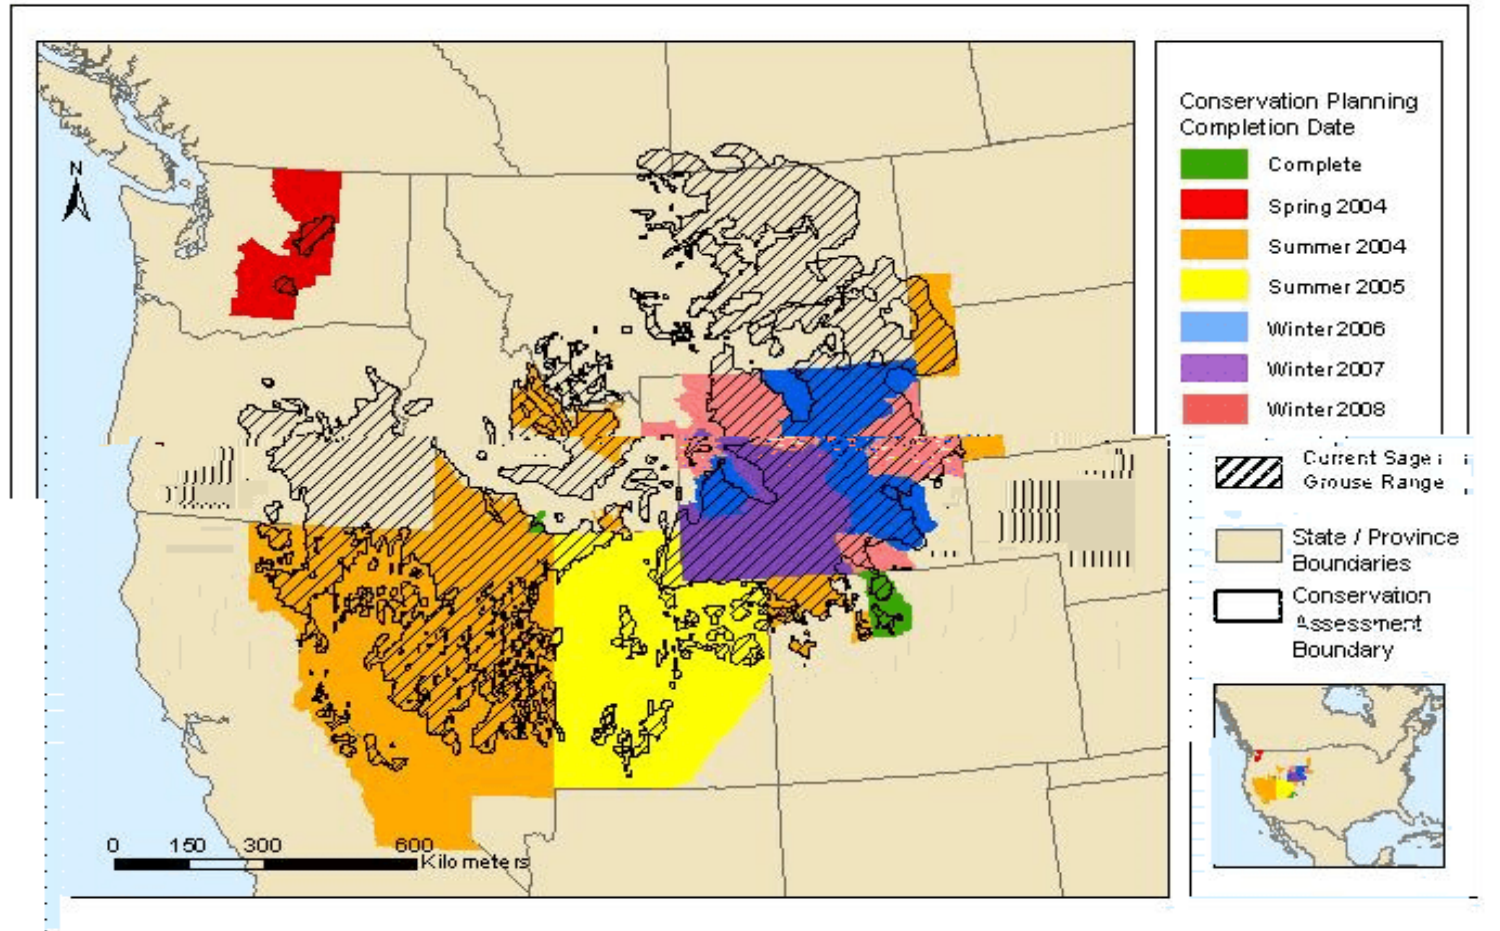 Conservation Planning
Completion Date
Complete
Spring 2004
Summer 2004
Summer 2005
Winter 2006
Winter 2007
Winter 2008
Current Sage
Grouse Range
State / Province
Boundaries
Conservation
Assessment
Boundary
N
0 150 300 600
Kilometers